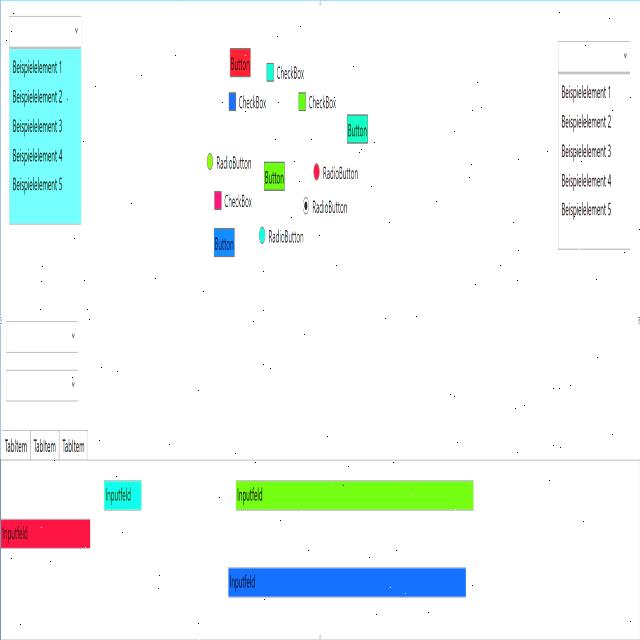 Beispielelement 1
Beispielelement 2
Beispielelement 3
Beispielelement 4
Beispielelement 5
Button
CheckBox
CheckBox
CheckBox
Button
RadioButton
Button
RadioButton
CheckBox
RadioButton
Button
RadioButton
Beispielelement 1
Beispielelement 2
Beispielelement 3
Beispielelement 4
Beispielelement 5
TabItem TabItem TabItem
Inputfeld
Inputfeld
Inputfeld
Inputfeld